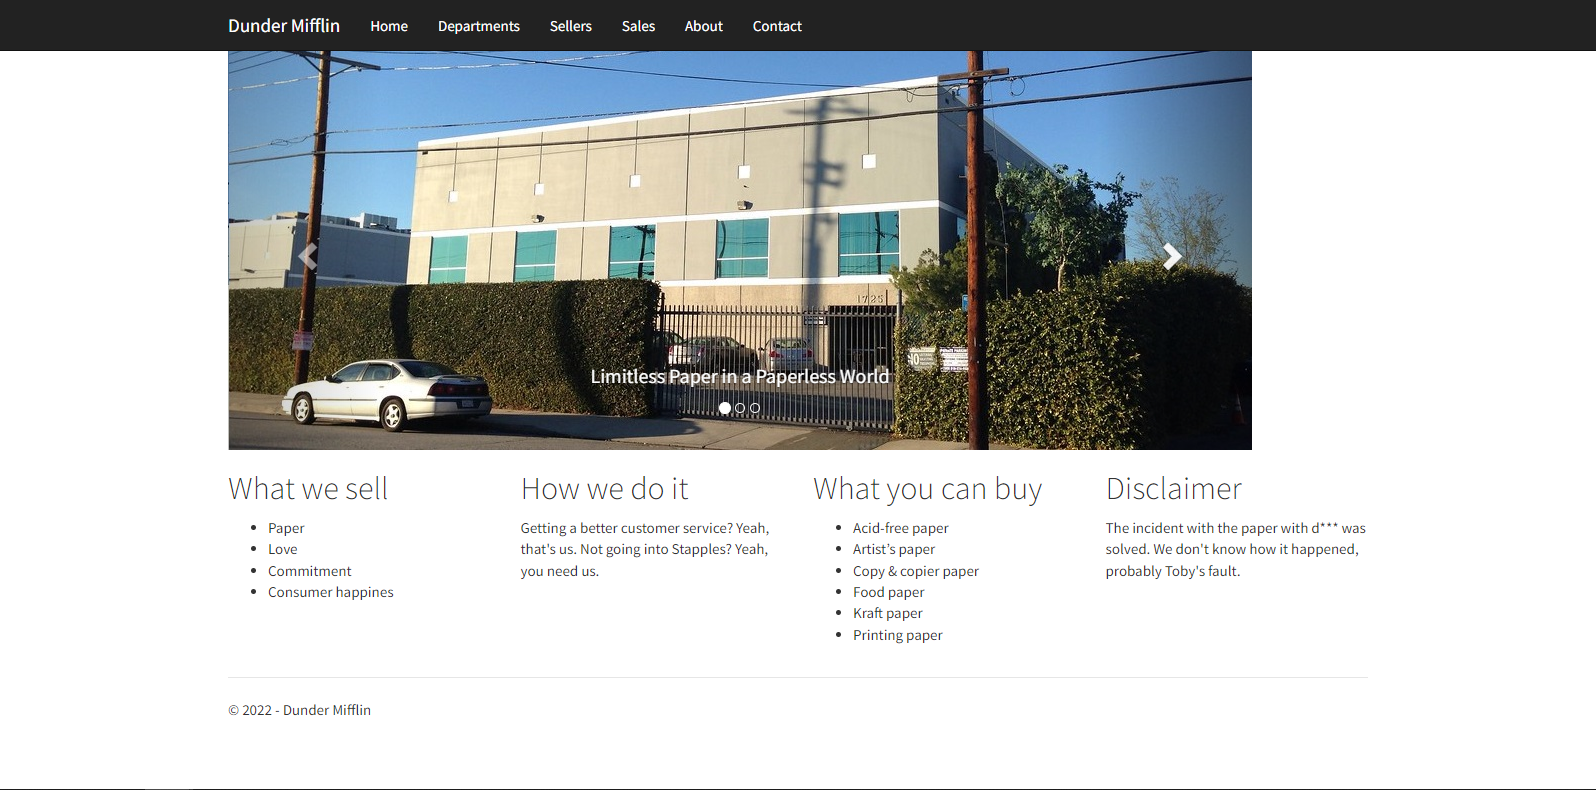 Dunder Mifflin Home Departments Sellers Sales About Contact
1725
Limitless Paper in a Paperless World
What we sell
Paper
Love
Commitment
Consumer happines
How we do it
Getting a better customer service? Yeah,
that's us. Not going into Stapples? Yeah,
you need us.
What you can buy
Acid-free paper
Artist's paper
Copy & copier paper
Food paper
Kraft paper
Printing paper
Disclaimer
The incident with the paper with d*** was
solved. We don't know how it happened,
probably Toby's fault.
© 2022 - Dunder Mifflin